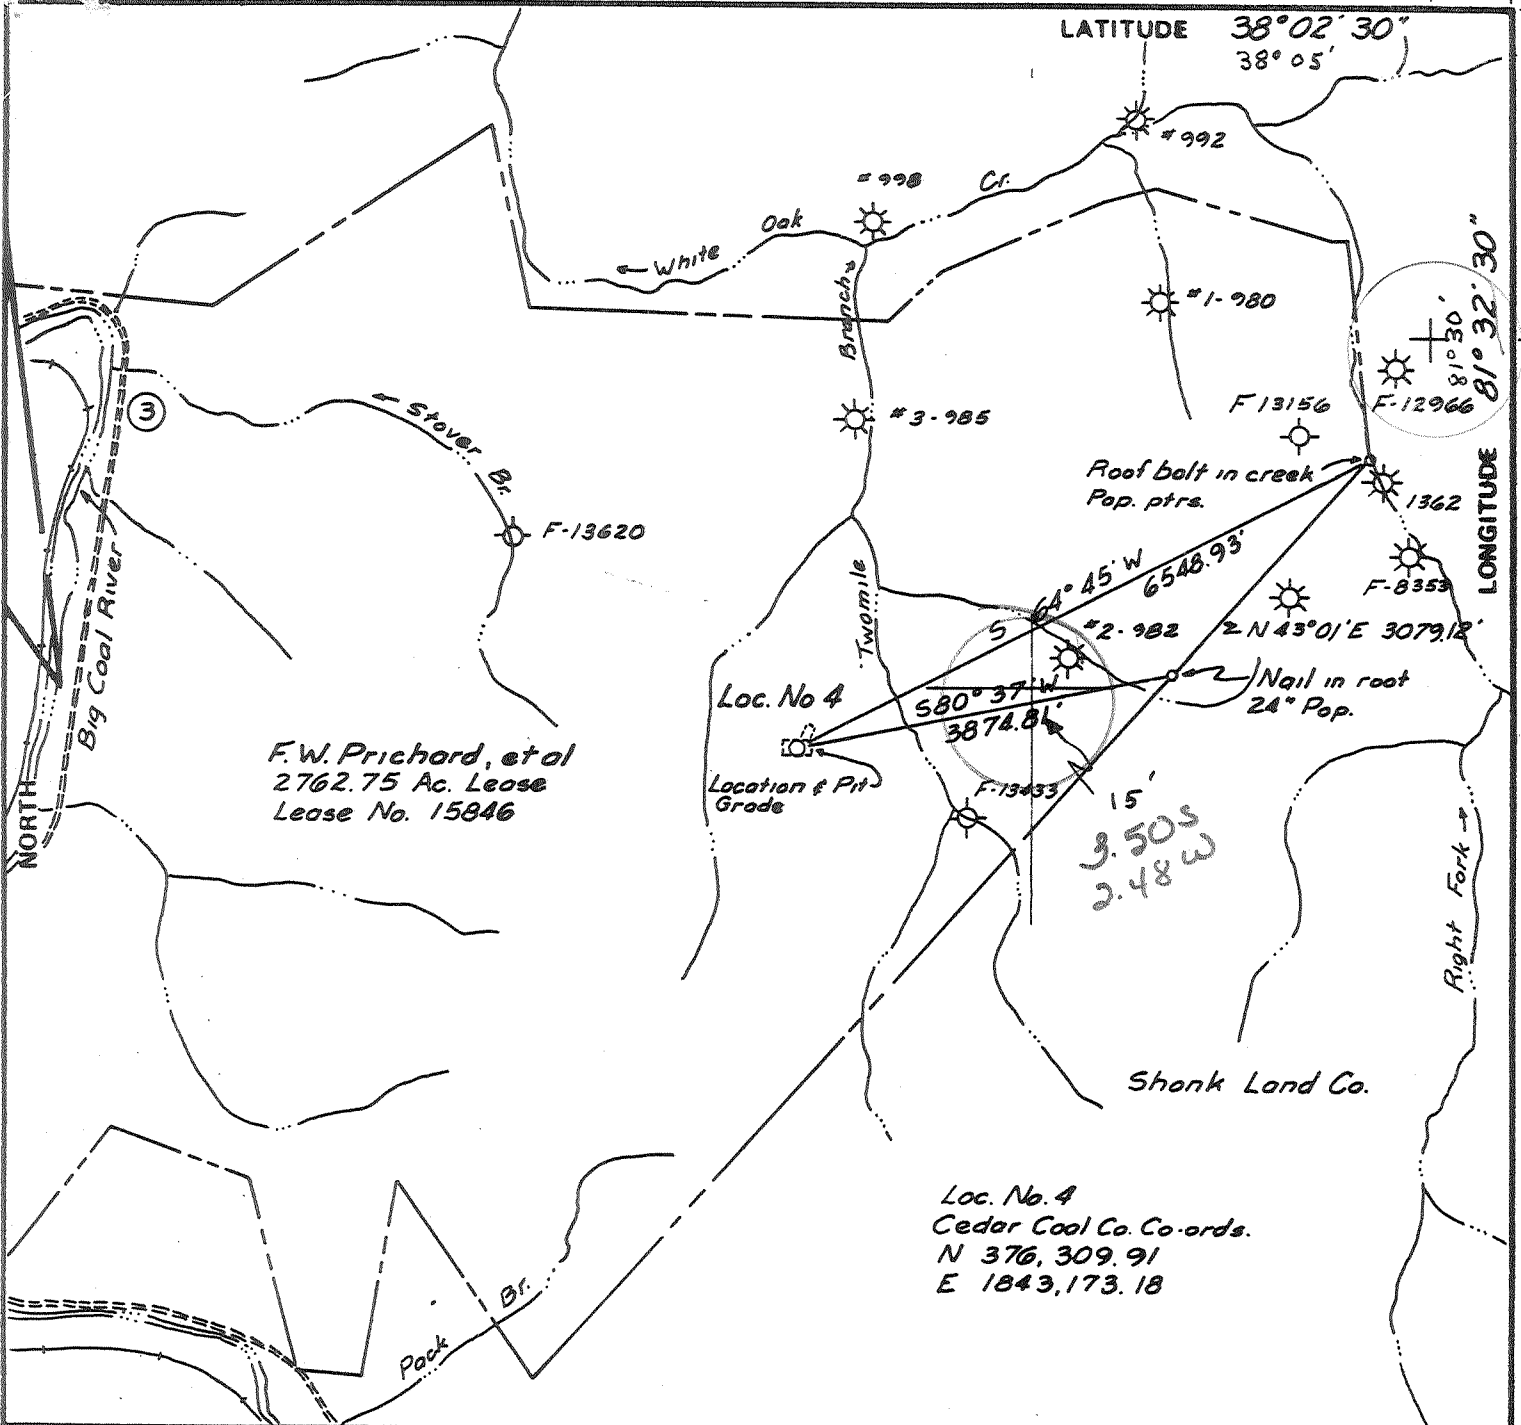 LATITUDE 38°02'30"
38°05'
#992
#998
White Oak Cr.
#1-980
Branch
81°30'
81°32'30"
LONGITUDE
3
Stover Br.
#3-985
F 13156
F-12966
Roof bolt in creek
Pop. ptrs.
1362
F-13620
Big Coal River
Twomile
S 64°45' W
6548.93'
F-8353
#2-982
N 43°01' E 3079.12'
Loc. No 4
S80°37' W
3874.81'
Nail in root
24" Pop.
F. W. Prichard, et al
2762.75 Ac. Lease
Lease No. 15846
Location & Pit
Grade
F-13433
15'
3.50 S
2.48 W
NORTH
Right Fork
Shonk Land Co.
Loc. No. 4
Cedar Coal Co. Co-ords.
N 376,309.91
E 1843,173.18
Pack Br.